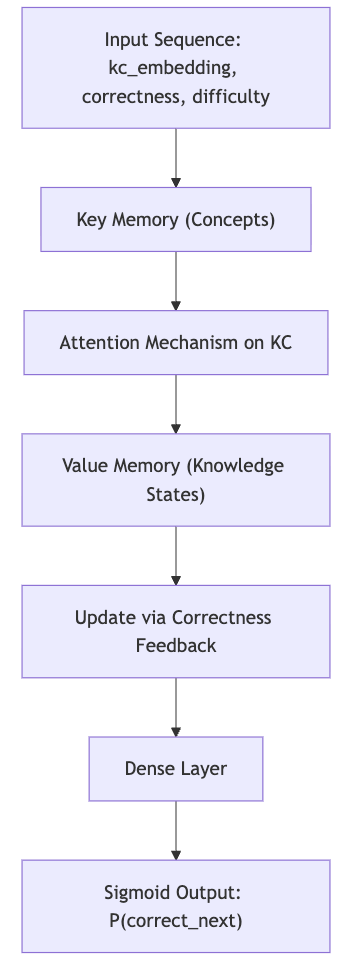 Input Sequence:
kc_embedding,
correctness, difficulty
Key Memory (Concepts)
Attention Mechanism on KC
Value Memory (Knowledge
States)
Update via Correctness
Feedback
Dense Layer
Sigmoid Output:
P(correct_next)